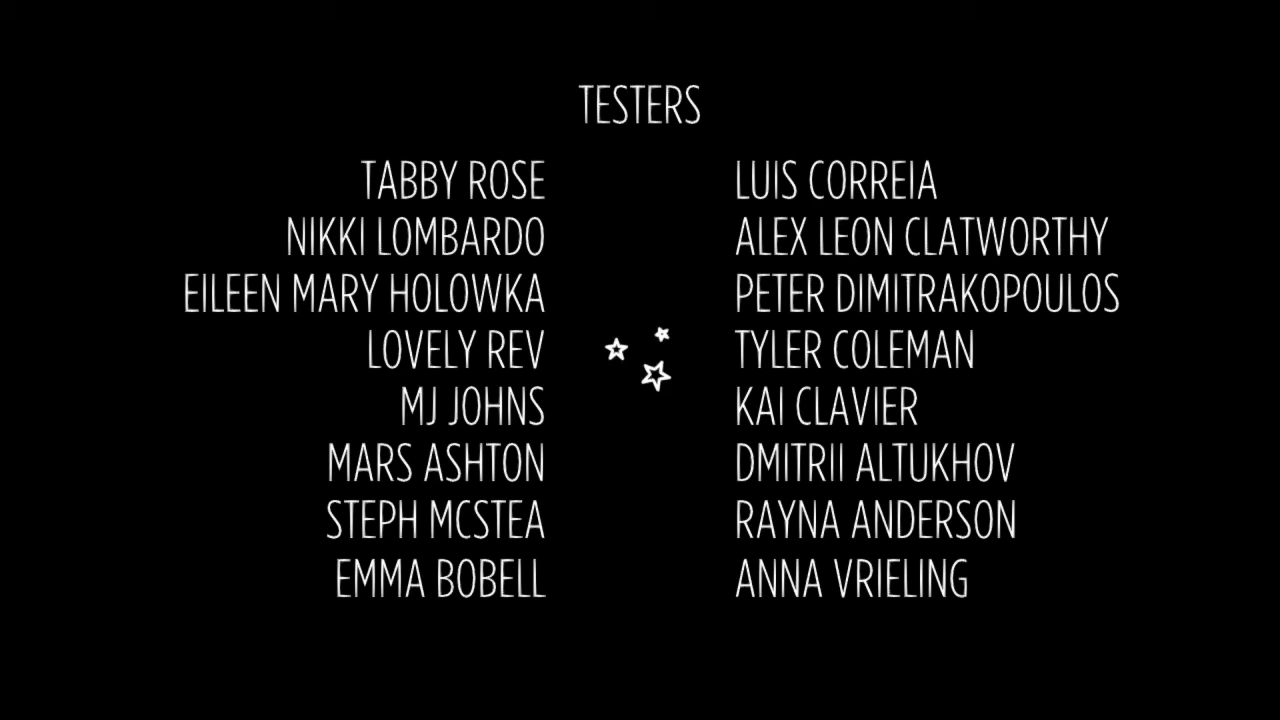 TESTERS
TABBY ROSE
NIKKI LOMBARDO
EILEEN MARY HOLOWKA
LOVELY REV
MJ JOHNS
MARS ASHTON
STEPH MCSTEA
EMMA BOBELL
LUIS CORREIA
ALEX LEON CLATWORTHY
PETER DIMITRAKOPOULOS
TYLER COLEMAN
KAI CLAVIER
DMITRII ALTUKHOV
RAYNA ANDERSON
ANNA VRIELING